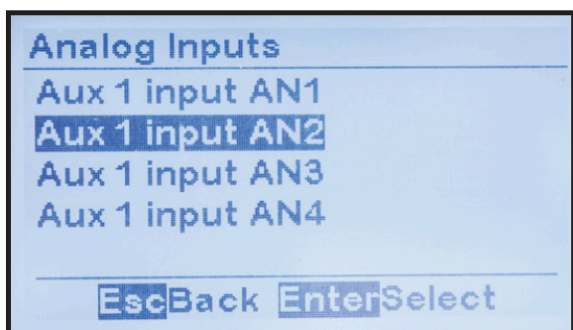 Analog Inputs
Aux 1 input AN1
Aux 1 input AN2
Aux 1 input AN3
Aux 1 input AN4
EscBack EnterSelect